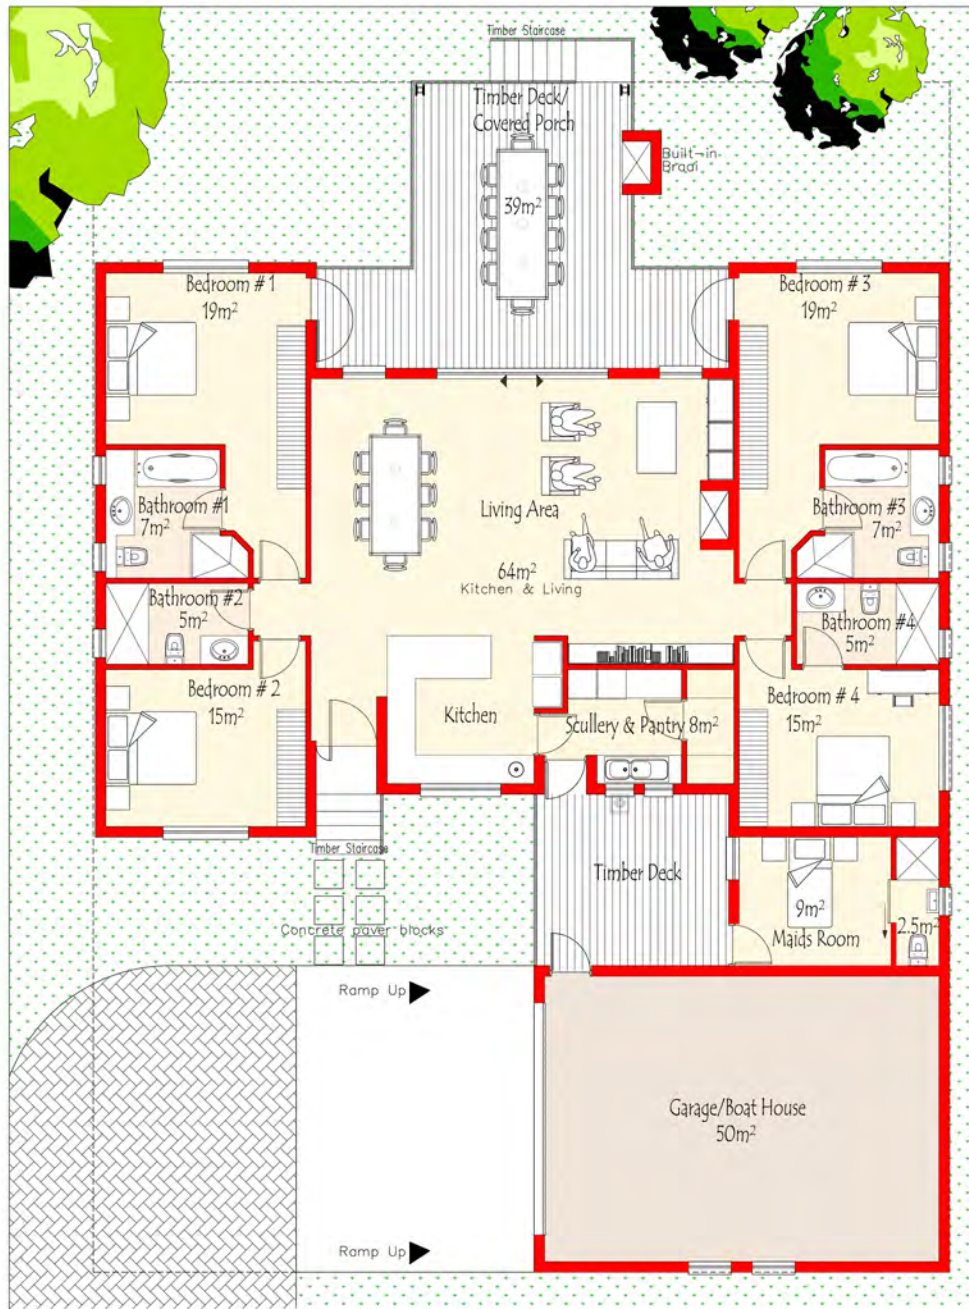 Timber Staircase
Timber Deck/
Covered Porch
Built-in
Braai
39m²
Bedroom # 1
19m²
Bedroom # 3
19m²
Bathroom #1
7m²
Living Area
Bathroom #3
7m²
64m²
Kitchen & Living
Bathroom #2
5m²
Bathroom #4
5m²
Bedroom # 2
15m²
Kitchen
Scullery & Pantry 8m²
Bedroom # 4
15m²
Timber Staircase
Timber Deck
9m²
Maids Room
2.5m²
Concrete paver blocks
Ramp Up
Garage/Boat House
50m²
Ramp Up